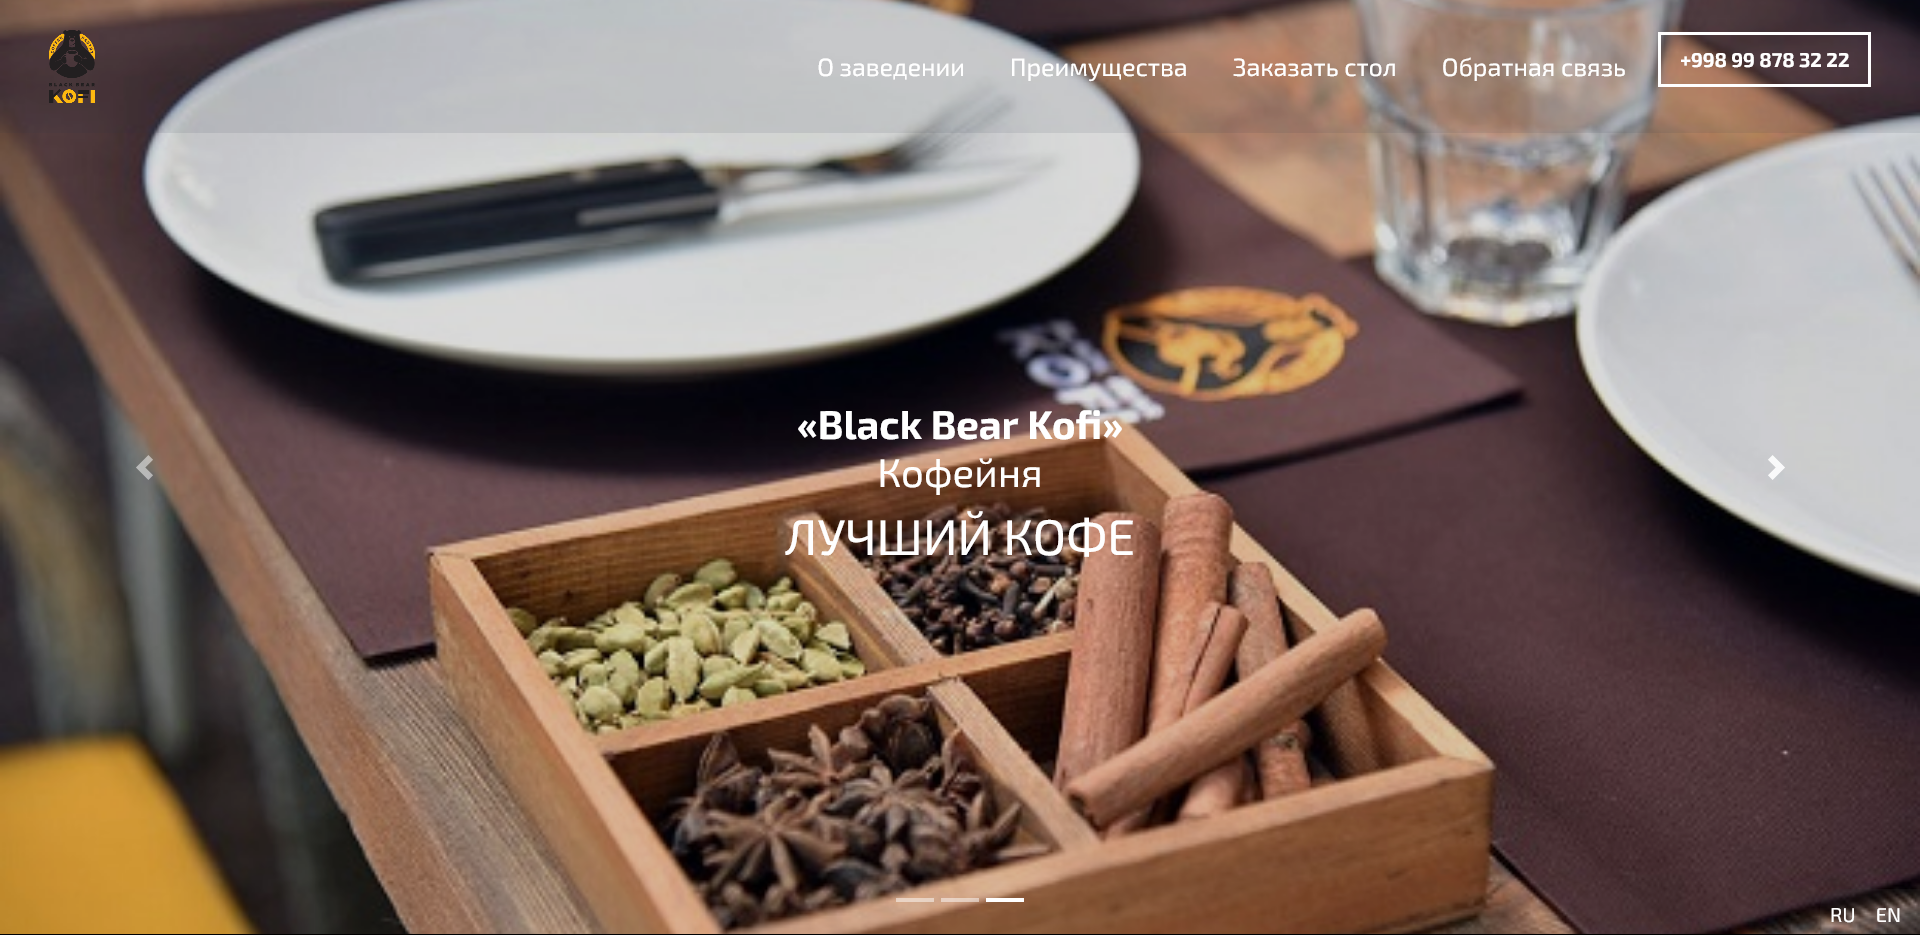 KOFI
О заведении
Преимущества
Заказать стол
Обратная связь
+998 99 878 32 22
KOFI
«Black Bear Kofi»
Кофейня
ЛУЧШИЙ КОФЕ
RU EN